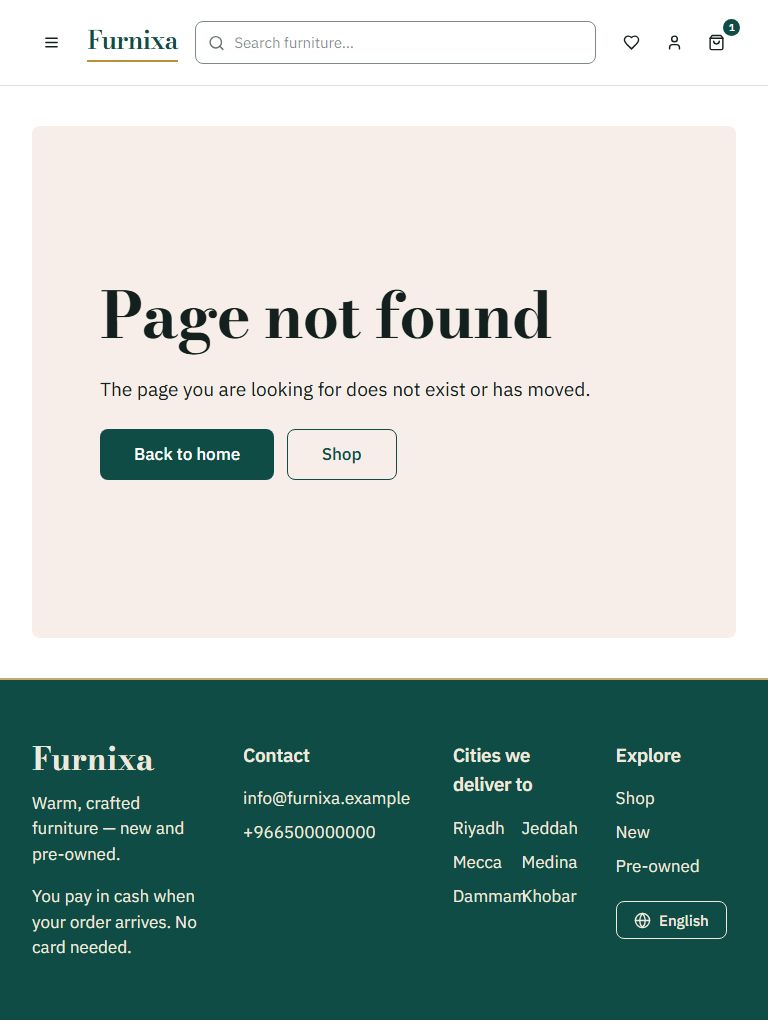 Furnixa
Search furniture...
1
Page not found
The page you are looking for does not exist or has moved.
Back to home
Shop
Furnixa
Warm, crafted
furniture — new and
pre-owned.
You pay in cash when
your order arrives. No
card needed.
Contact
info@furnixa.example
+966500000000
Cities we
deliver to
Riyadh Jeddah
Mecca Medina
Dammam Khobar
Explore
Shop
New
Pre-owned
English